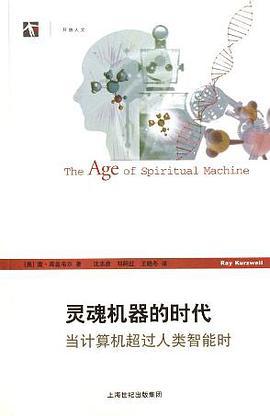 开放人文
The Age of Spiritual Machine
[美] 雷·库兹韦尔 著 沈志彦 祁阿红 王晓冬 译
Ray Kurzweil
灵魂机器的时代
当计算机超过人类智能时
上海世纪出版集团